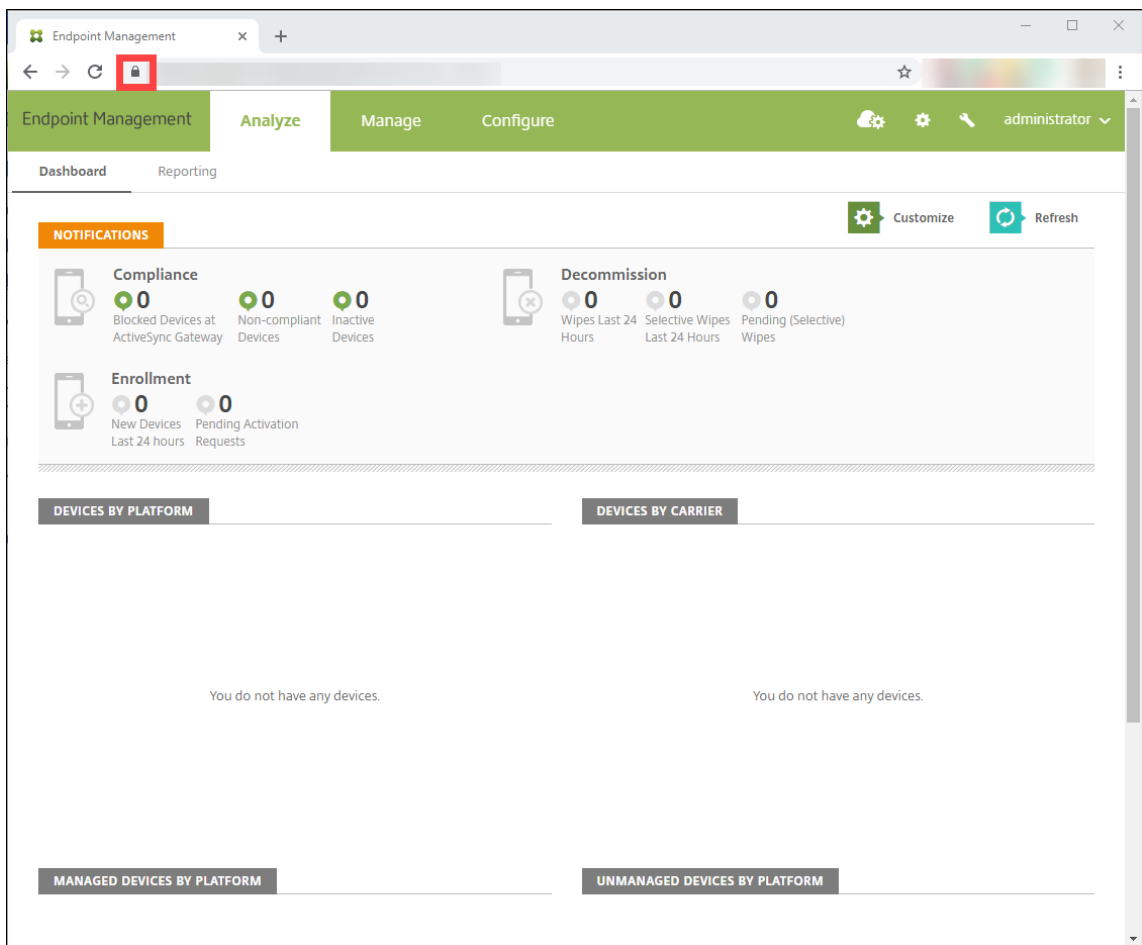 Endpoint Management
Endpoint Management Analyze Manage Configure administrator
Dashboard Reporting
Customize Refresh
NOTIFICATIONS
Compliance
0 0 0
Blocked Devices at Non-compliant Inactive
ActiveSync Gateway Devices Devices
Decommission
0 0 0
Wipes Last 24 Selective Wipes Pending (Selective)
Hours Last 24 Hours Wipes
Enrollment
0 0
New Devices Pending Activation
Last 24 hours Requests
DEVICES BY PLATFORM DEVICES BY CARRIER
You do not have any devices. You do not have any devices.
MANAGED DEVICES BY PLATFORM UNMANAGED DEVICES BY PLATFORM